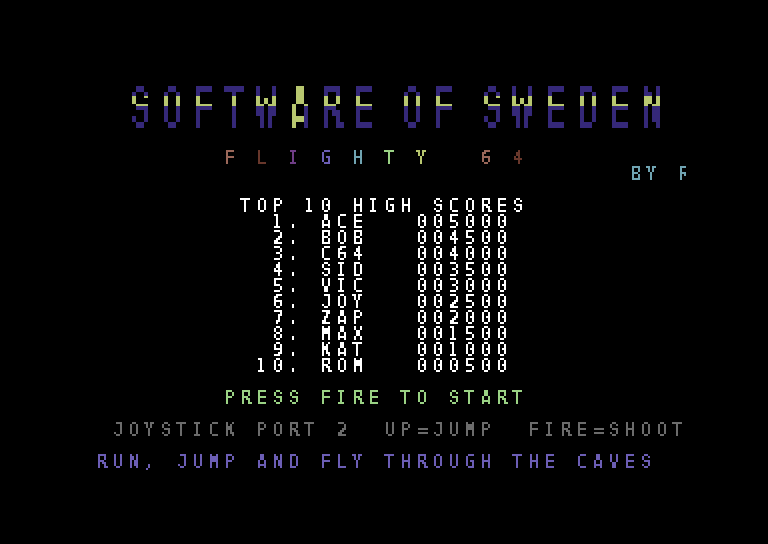 SOFTWARE OF SWEDEN
FLIGHTY 64
BY
TOP 10 HIGH SCORES
1. ACE 005000
2. BOB 004500
3. C64 004000
4. SID 003500
5. VIC 003000
6. JOY 002500
7. ZAP 002000
8. MAX 001500
9. KAT 001000
10. ROM 000500
PRESS FIRE TO START
JOYSTICK PORT 2 UP=JUMP FIRE=SHOOT
RUN, JUMP AND FLY THROUGH THE CAVES